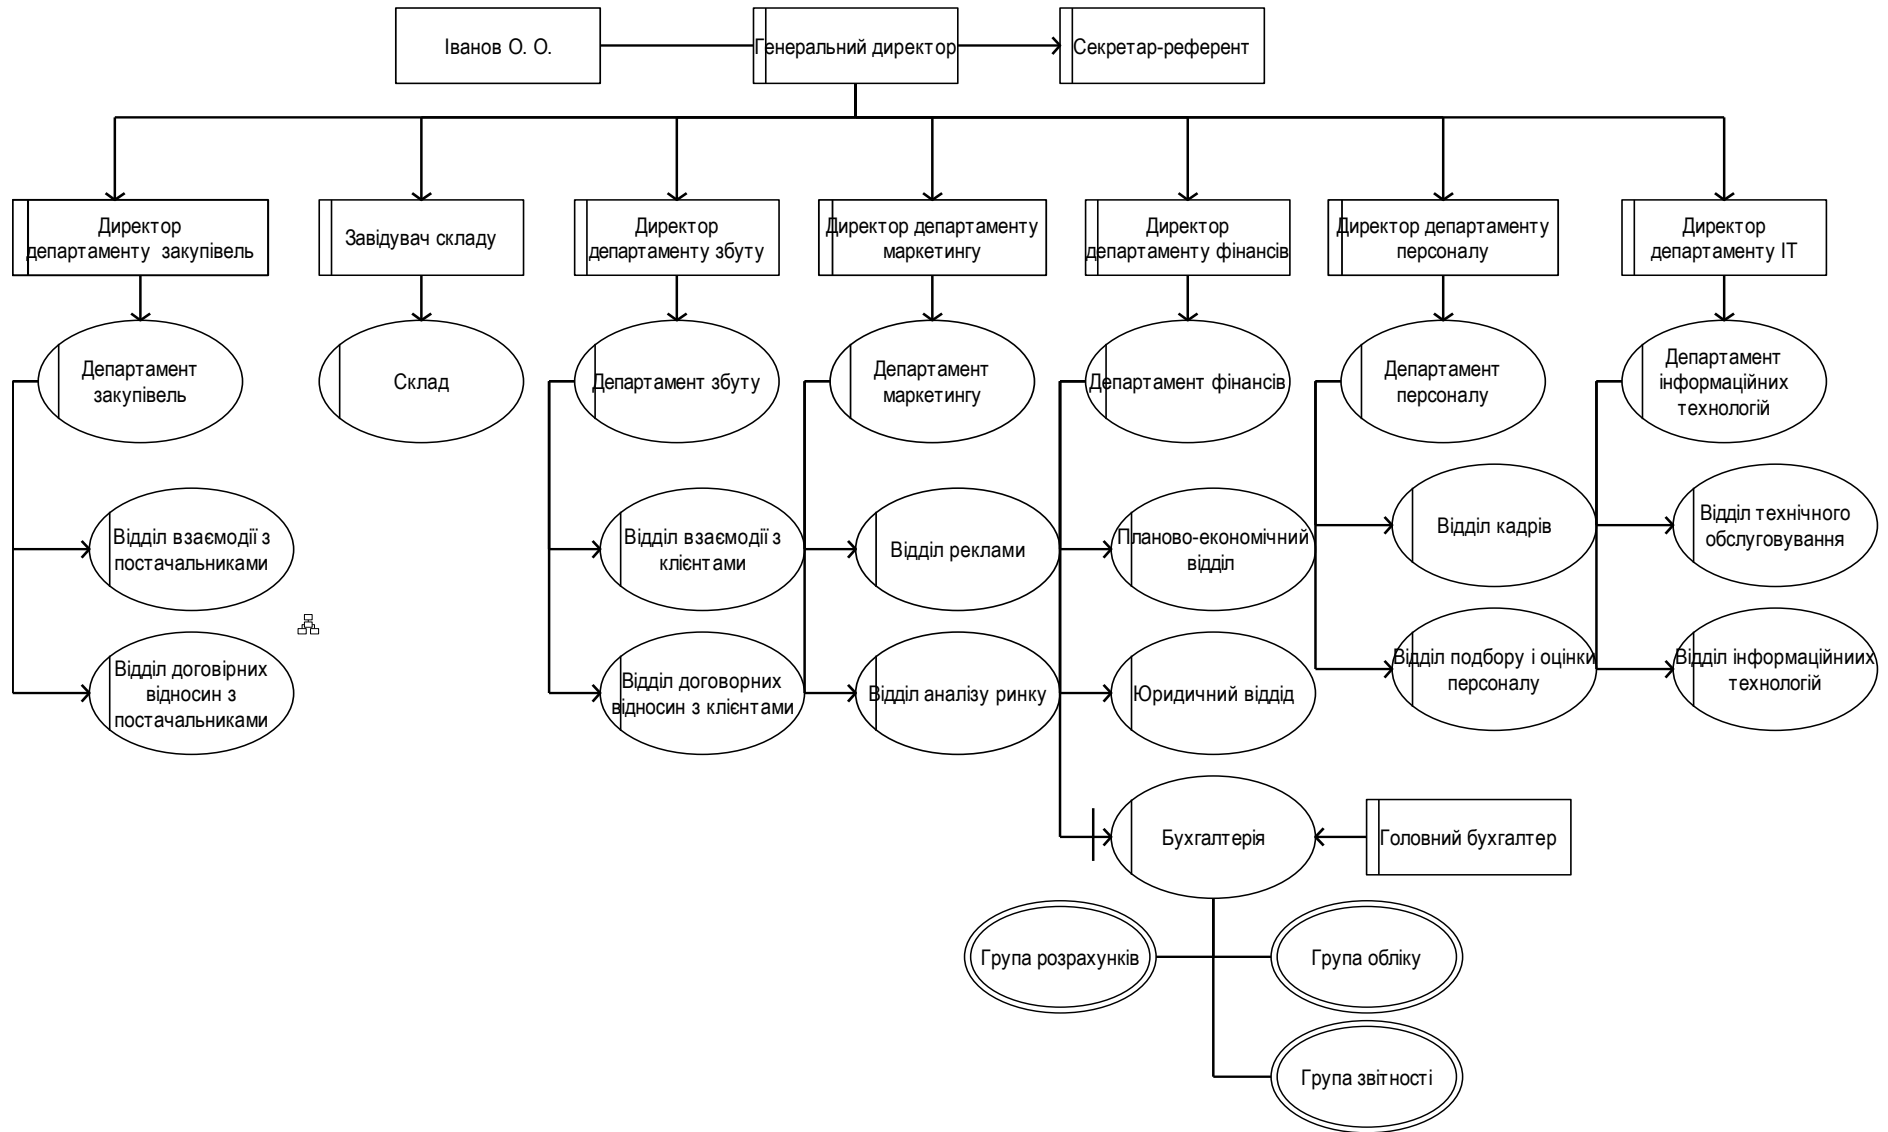 Іванов О. О.
Генеральний директор
Секретар-референт
Директор
департаменту закупівель
Завідувач складу
Директор
департаменту збуту
Директор департаменту
маркетингу
Директор
департаменту фінансів
Директор департаменту
персоналу
Директор
департаменту ІТ
Департамент
закупівель
Склад
Департамент збуту
Департамент
маркетингу
Департамент фінансів
Департамент
персоналу
Департамент
інформаційних
технологій
Відділ взаємодії з
постачальниками
Відділ взаємодії з
клієнтами
Відділ реклами
Планово-економічний
відділ
Відділ кадрів
Відділ технічного
обслуговування
Відділ договірних
відносин з
постачальниками
Відділ договорних
відносин з клієнтами
Відділ аналізу ринку
Юридичний віддід
Відділ подбору і оцінки
персоналу
Відділ інформаційниих
технологій
Бухгалтерія
Головний бухгалтер
Група розрахунків
Група обліку
Група звітності